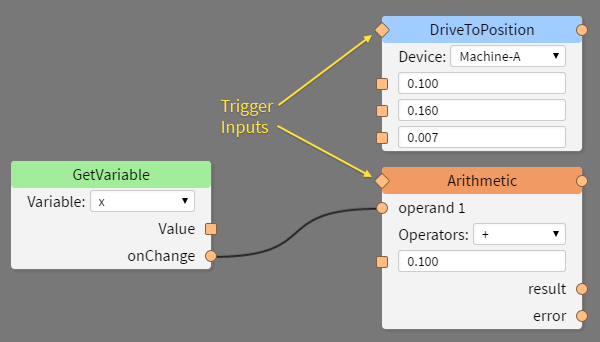 DriveToPosition
Device: Machine-A
0.100
0.160
0.007
Trigger
Inputs
GetVariable
Variable: x
Value
onChange
Arithmetic
operand 1
Operators: +
0.100
result
error